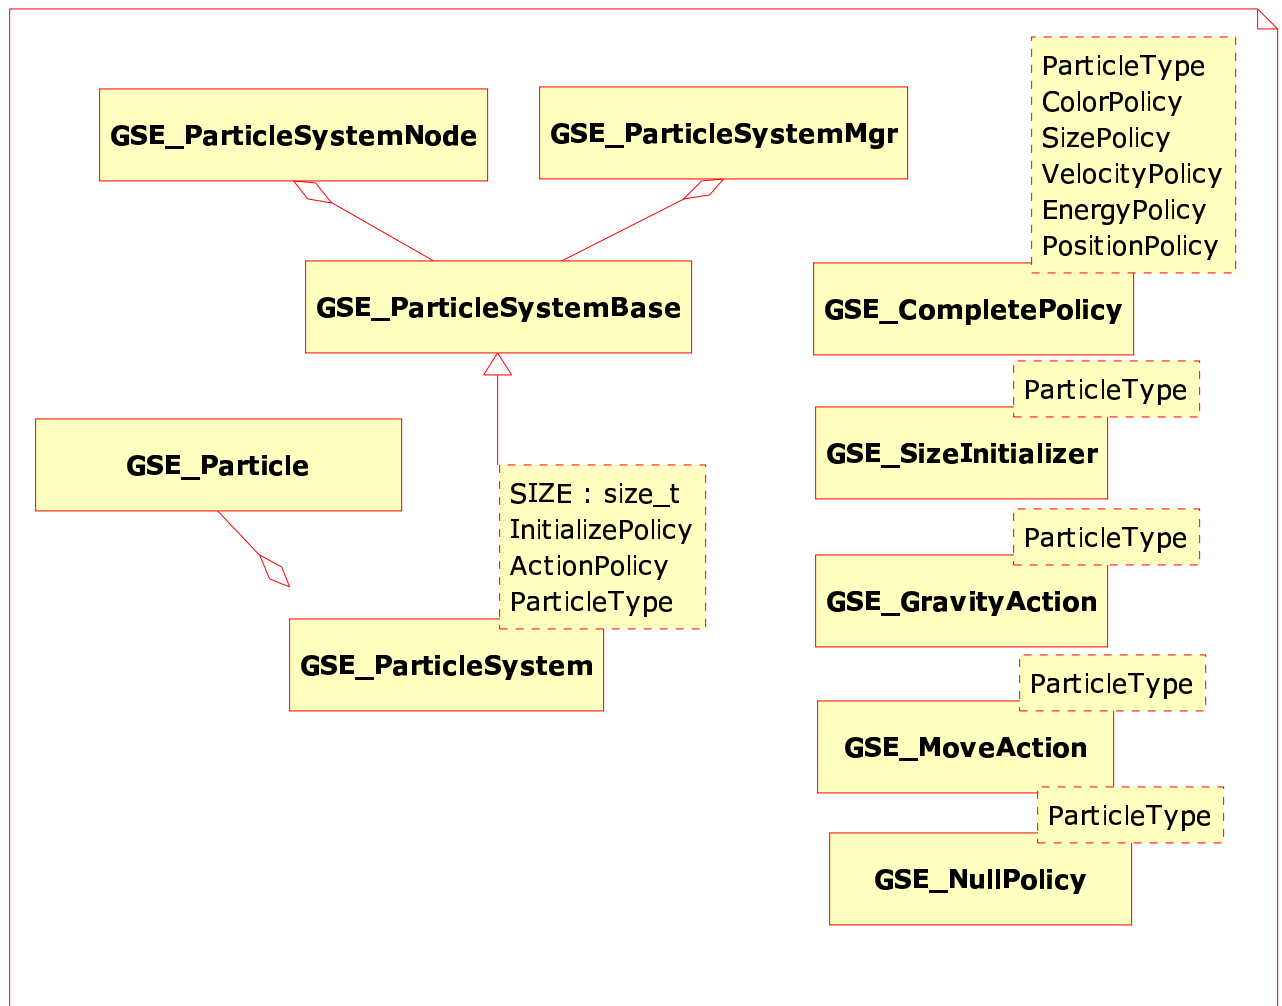 GSE_ParticleSystemNode
GSE_ParticleSystemMgr
GSE_ParticleSystemBase
GSE_Particle
SIZE : size_t
InitializePolicy
ActionPolicy
ParticleType
GSE_ParticleSystem
ParticleType
ColorPolicy
SizePolicy
VelocityPolicy
EnergyPolicy
PositionPolicy
GSE_CompletePolicy
ParticleType
GSE_SizeInitializer
ParticleType
GSE_GravityAction
ParticleType
GSE_MoveAction
ParticleType
GSE_NullPolicy